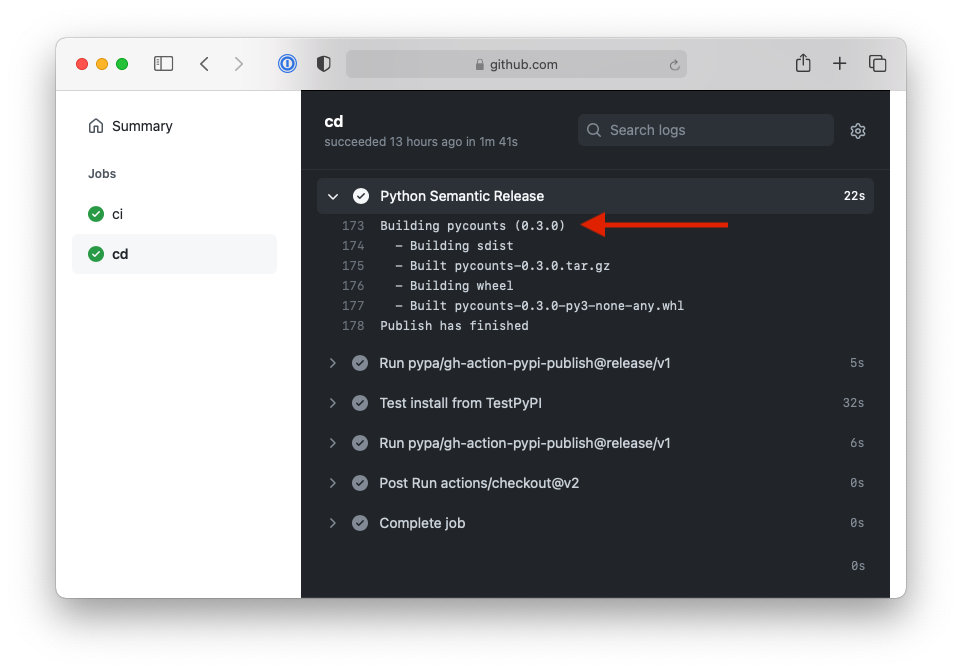 github.com
Summary
Jobs
ci
cd
cd
succeeded 13 hours ago in 1m 41s
Search logs
Python Semantic Release 22s
173 Building pycounts (0.3.0)
174 - Building sdist
175 - Built pycounts-0.3.0.tar.gz
176 - Building wheel
177 - Built pycounts-0.3.0-py3-none-any.whl
178 Publish has finished
Run pypa/gh-action-pypi-publish@release/v1 5s
Test install from TestPyPI 32s
Run pypa/gh-action-pypi-publish@release/v1 6s
Post Run actions/checkout@v2 0s
Complete job 0s
0s